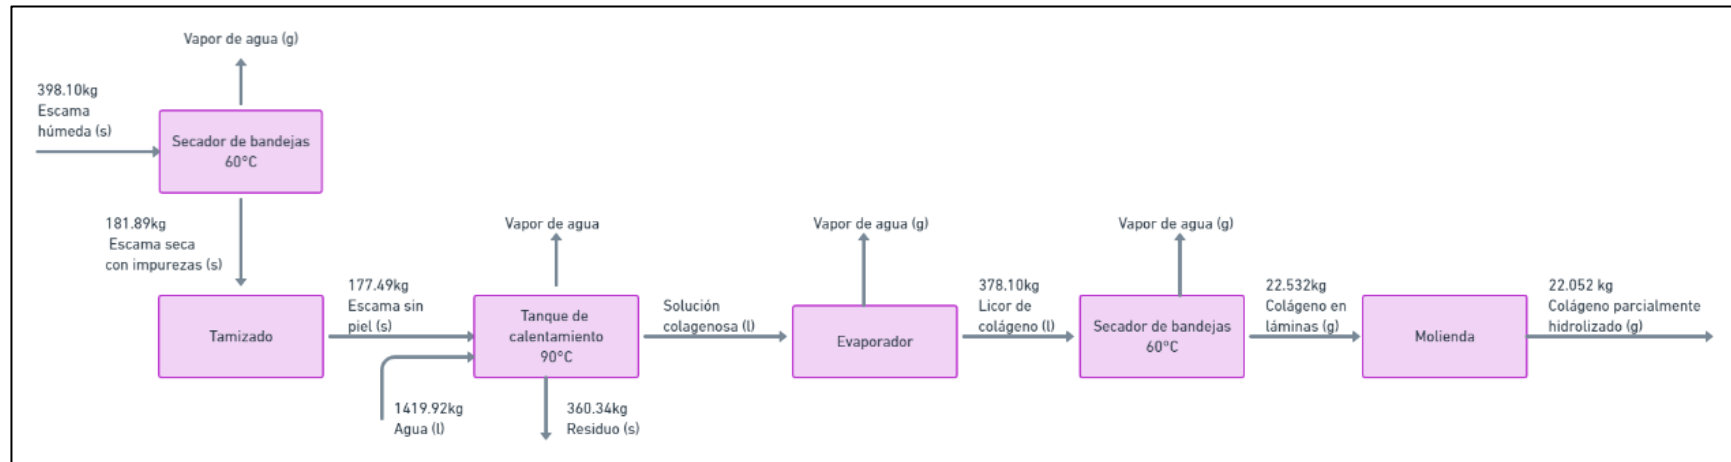 Vapor de agua (g)
398.10kg
Escama
húmeda (s)
Secador de bandejas
60°C
181.89kg
Escama seca
con impurezas (s)
Tamizado
177.49kg
Escama sin
piel (s)
1419.92kg
Agua (l)
Vapor de agua
Tanque de
calentamiento
90°C
360.34kg
Residuo (s)
Solución
colagenosa (l)
Vapor de agua (g)
Evaporador
378.10kg
Licor de
colágeno (l)
Vapor de agua (g)
Secador de bandejas
60°C
22.532kg
Colágeno en
láminas (g)
Molienda
22.052 kg
Colágeno parcialmente
hidrolizado (g)